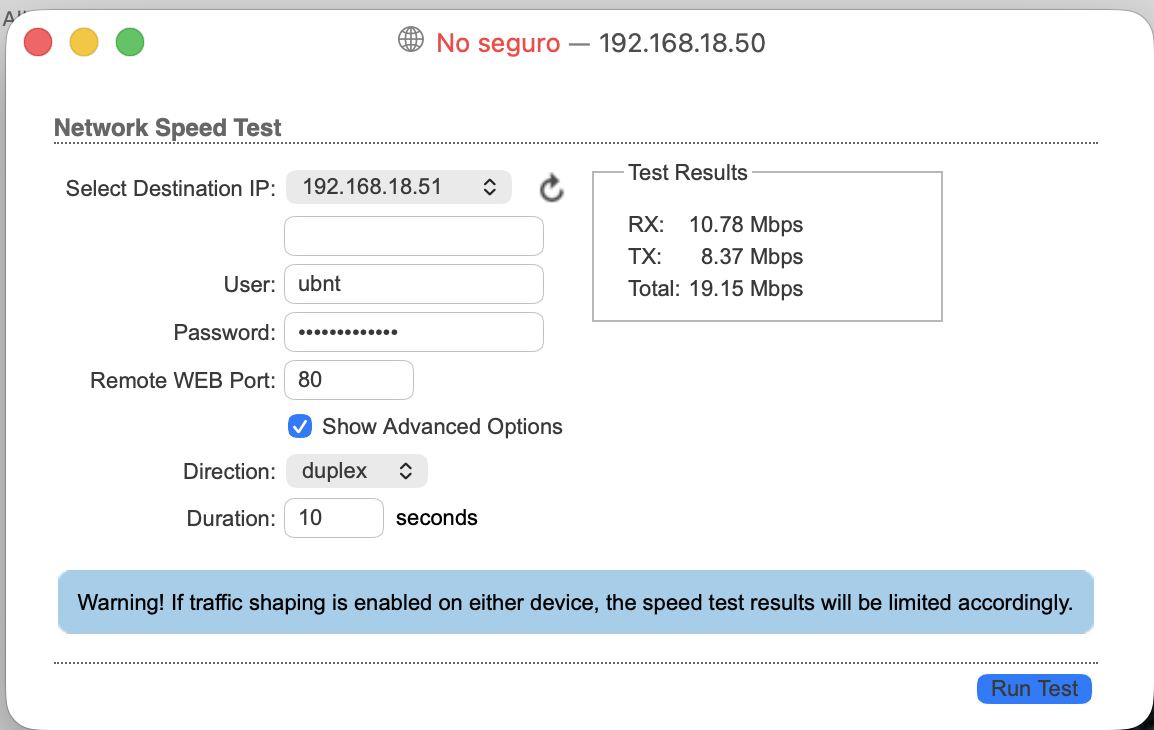 No seguro — 192.168.18.50
Network Speed Test
Select Destination IP: 192.168.18.51
User: ubnt
Password: •••••••••••••
Remote WEB Port: 80
Show Advanced Options
Direction: duplex
Duration: 10 seconds
Test Results
RX: 10.78 Mbps
TX: 8.37 Mbps
Total: 19.15 Mbps
Warning! If traffic shaping is enabled on either device, the speed test results will be limited accordingly.
Run Test